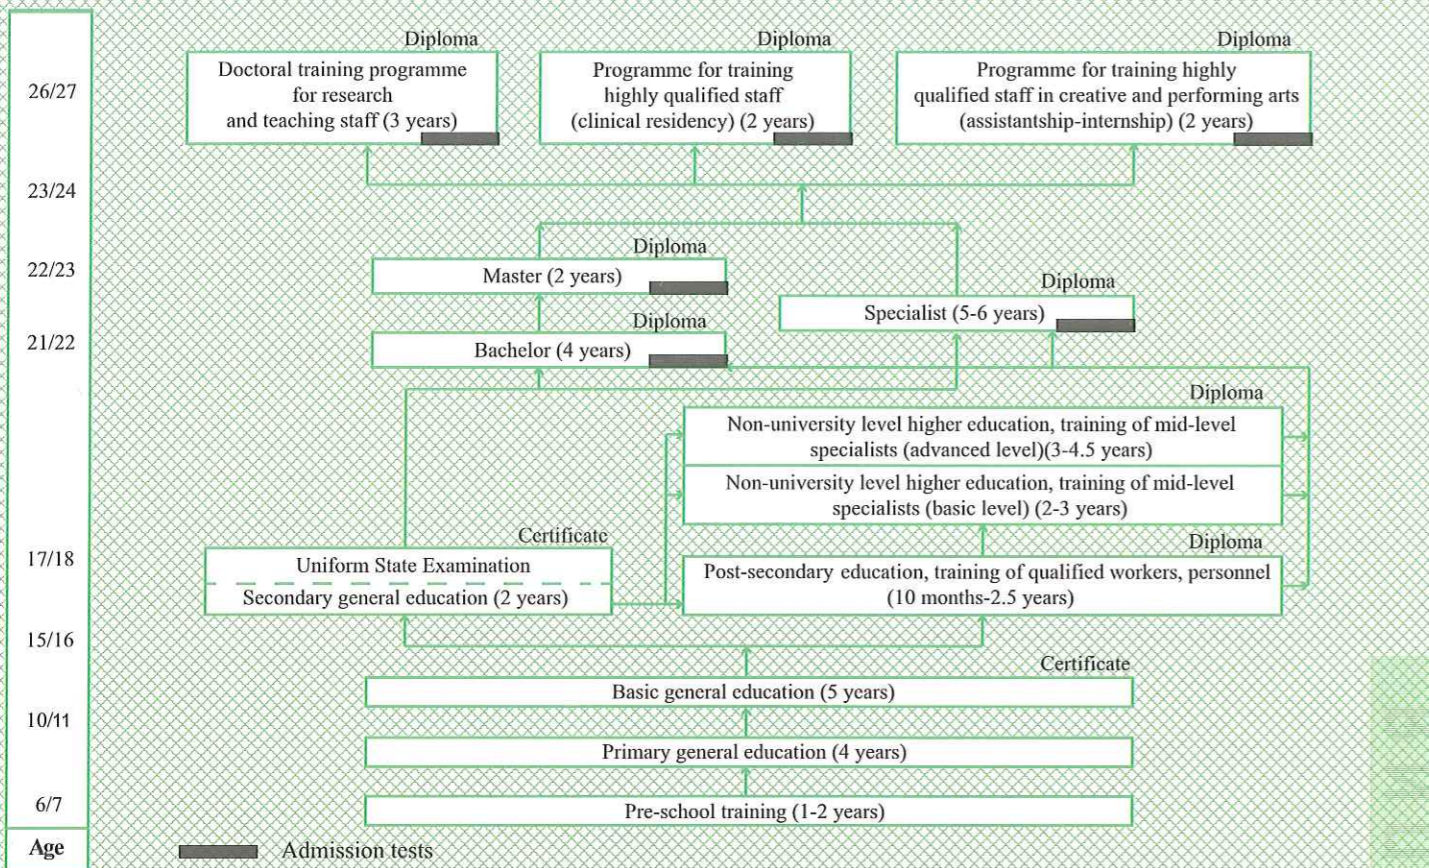 Diploma
Doctoral training programme
for research
and teaching staff (3 years)
Diploma
Programme for training
highly qualified staff
(clinical residency) (2 years)
Diploma
Programme for training highly
qualified staff in creative and performing arts
(assistantship-internship) (2 years)
26/27
23/24
Diploma
22/23
Master (2 years)
Diploma
Specialist (5-6 years)
Diploma
21/22
Bachelor (4 years)
Diploma
Non-university level higher education, training of mid-level
specialists (advanced level)(3-4.5 years)
Non-university level higher education, training of mid-level
specialists (basic level) (2-3 years)
Certificate
17/18
Uniform State Examination
Secondary general education (2 years)
Diploma
Post-secondary education, training of qualified workers, personnel
(10 months-2.5 years)
15/16
Certificate
Basic general education (5 years)
10/11
Primary general education (4 years)
6/7
Pre-school training (1-2 years)
Age
Admission tests